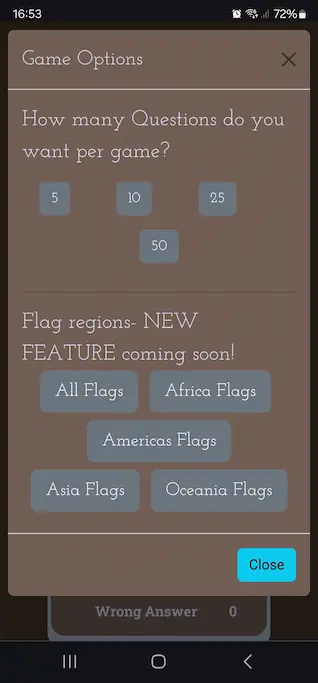 16:53
72%
Game Options
How many Questions do you
want per game?
5 10 25
50
Flag regions- NEW
FEATURE coming soon!
All Flags Africa Flags
Americas Flags
Asia Flags Oceania Flags
Close
Wrong Answer 0